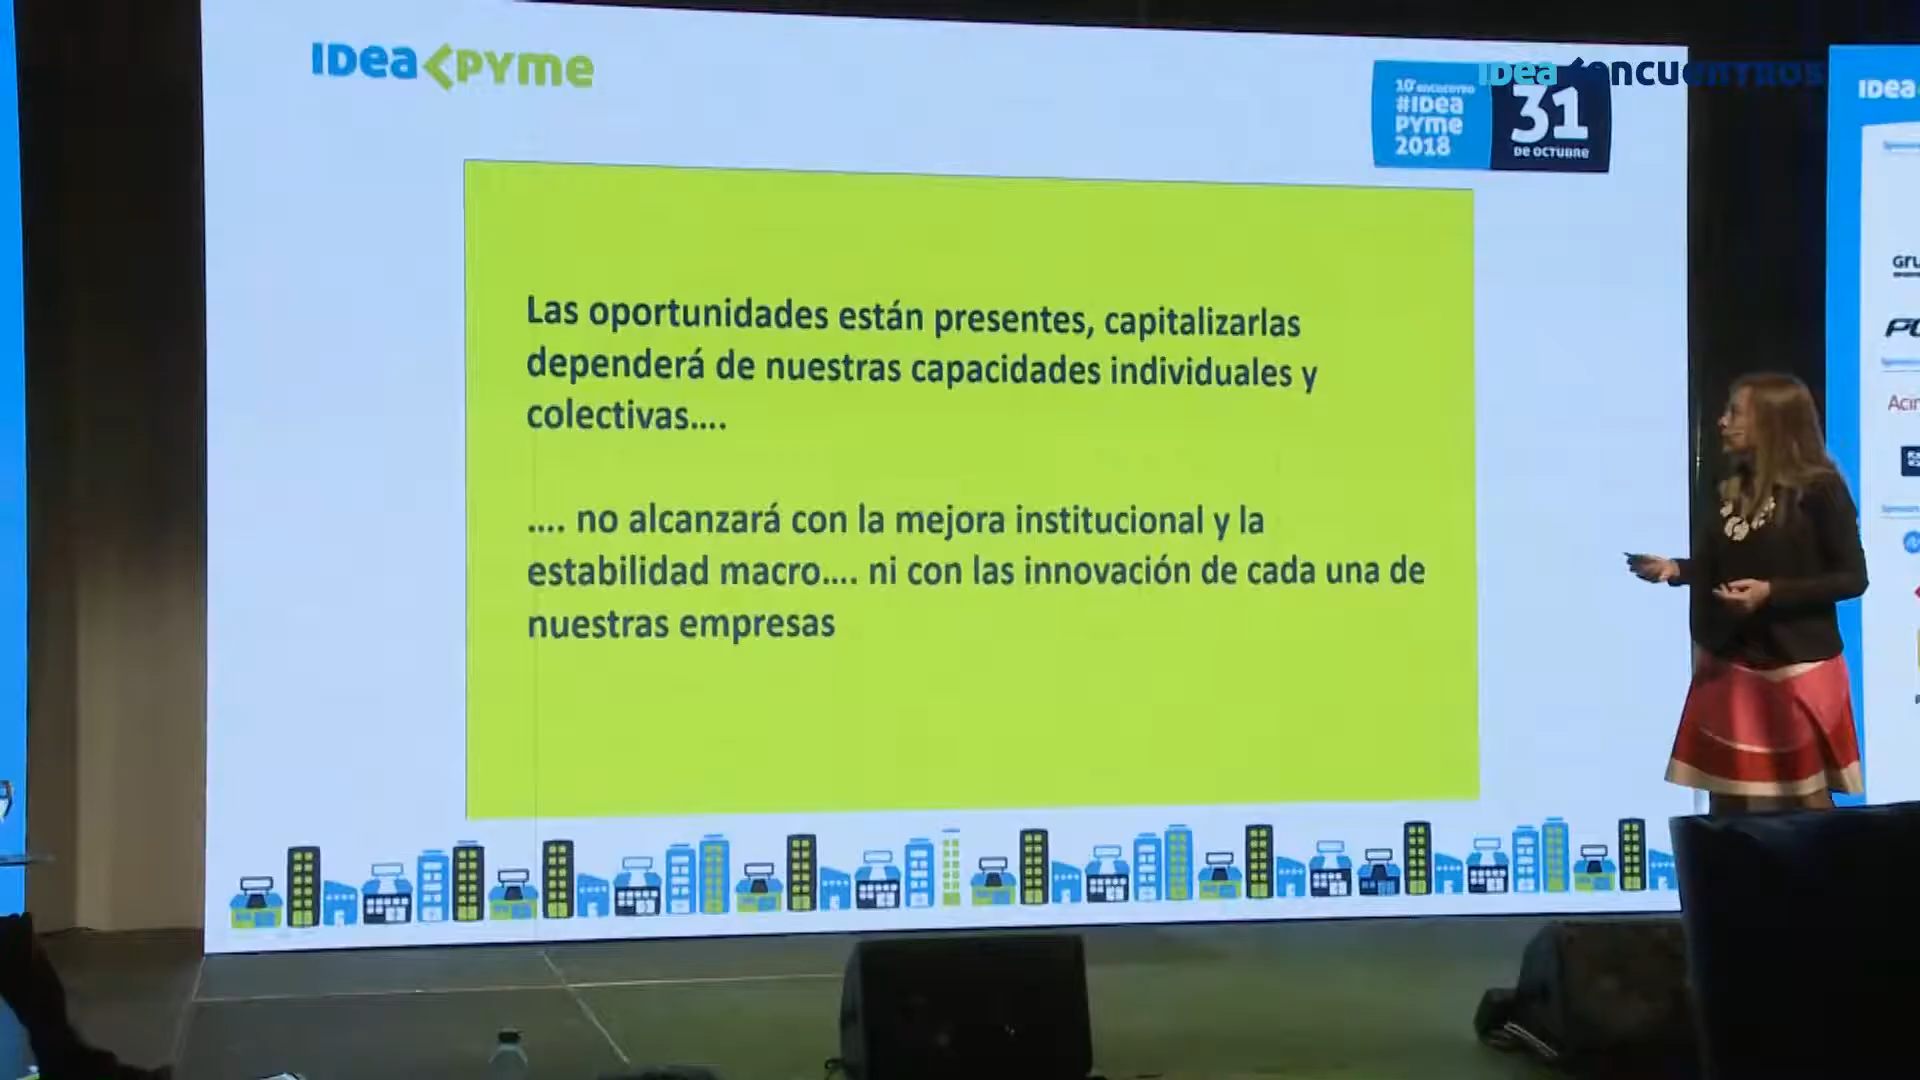 IDea PYme
10° encuentro
#IDea
PYme
2018
31
DE OCTUBRE
IDea encuentros
IDea
Las oportunidades están presentes, capitalizarlas
dependerá de nuestras capacidades individuales y
colectivas....
.... no alcanzará con la mejora institucional y la
estabilidad macro.... ni con las innovación de cada una de
nuestras empresas